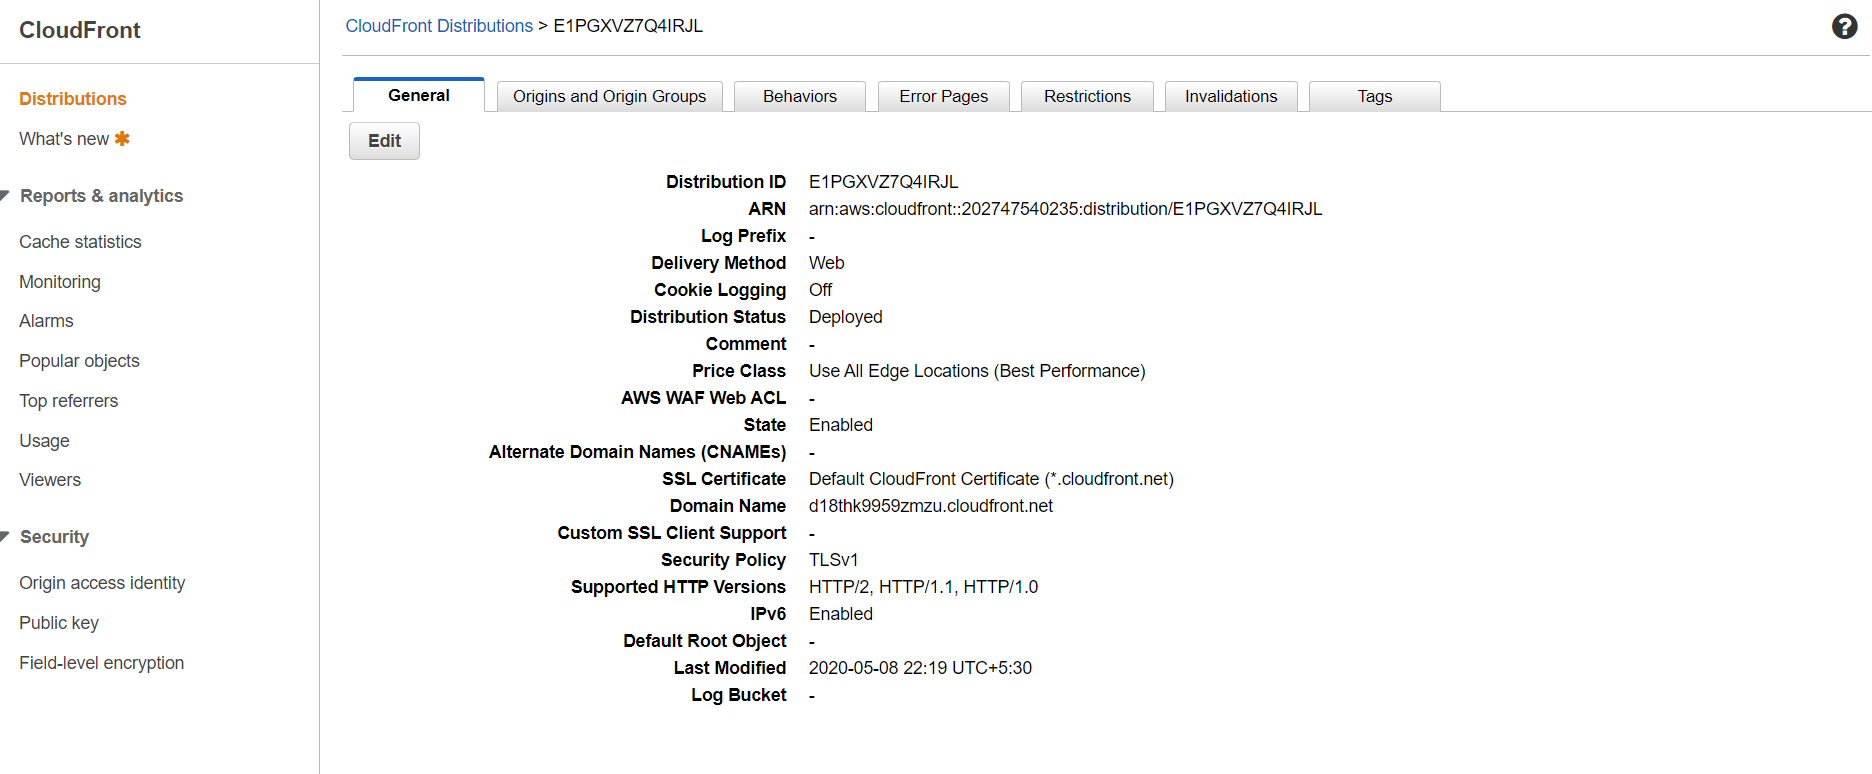 CloudFront
Distributions
What's new ✱
Reports & analytics
Cache statistics
Monitoring
Alarms
Popular objects
Top referrers
Usage
Viewers
Security
Origin access identity
Public key
Field-level encryption
CloudFront Distributions > E1PGXVZ7Q4IRJL
?
General Origins and Origin Groups Behaviors Error Pages Restrictions Invalidations Tags
Edit
Distribution ID E1PGXVZ7Q4IRJL
ARN arn:aws:cloudfront::202747540235:distribution/E1PGXVZ7Q4IRJL
Log Prefix -
Delivery Method Web
Cookie Logging Off
Distribution Status Deployed
Comment -
Price Class Use All Edge Locations (Best Performance)
AWS WAF Web ACL -
State Enabled
Alternate Domain Names (CNAMEs) -
SSL Certificate Default CloudFront Certificate (*.cloudfront.net)
Domain Name d18thk9959zmzu.cloudfront.net
Custom SSL Client Support -
Security Policy TLSv1
Supported HTTP Versions HTTP/2, HTTP/1.1, HTTP/1.0
IPv6 Enabled
Default Root Object -
Last Modified 2020-05-08 22:19 UTC+5:30
Log Bucket -